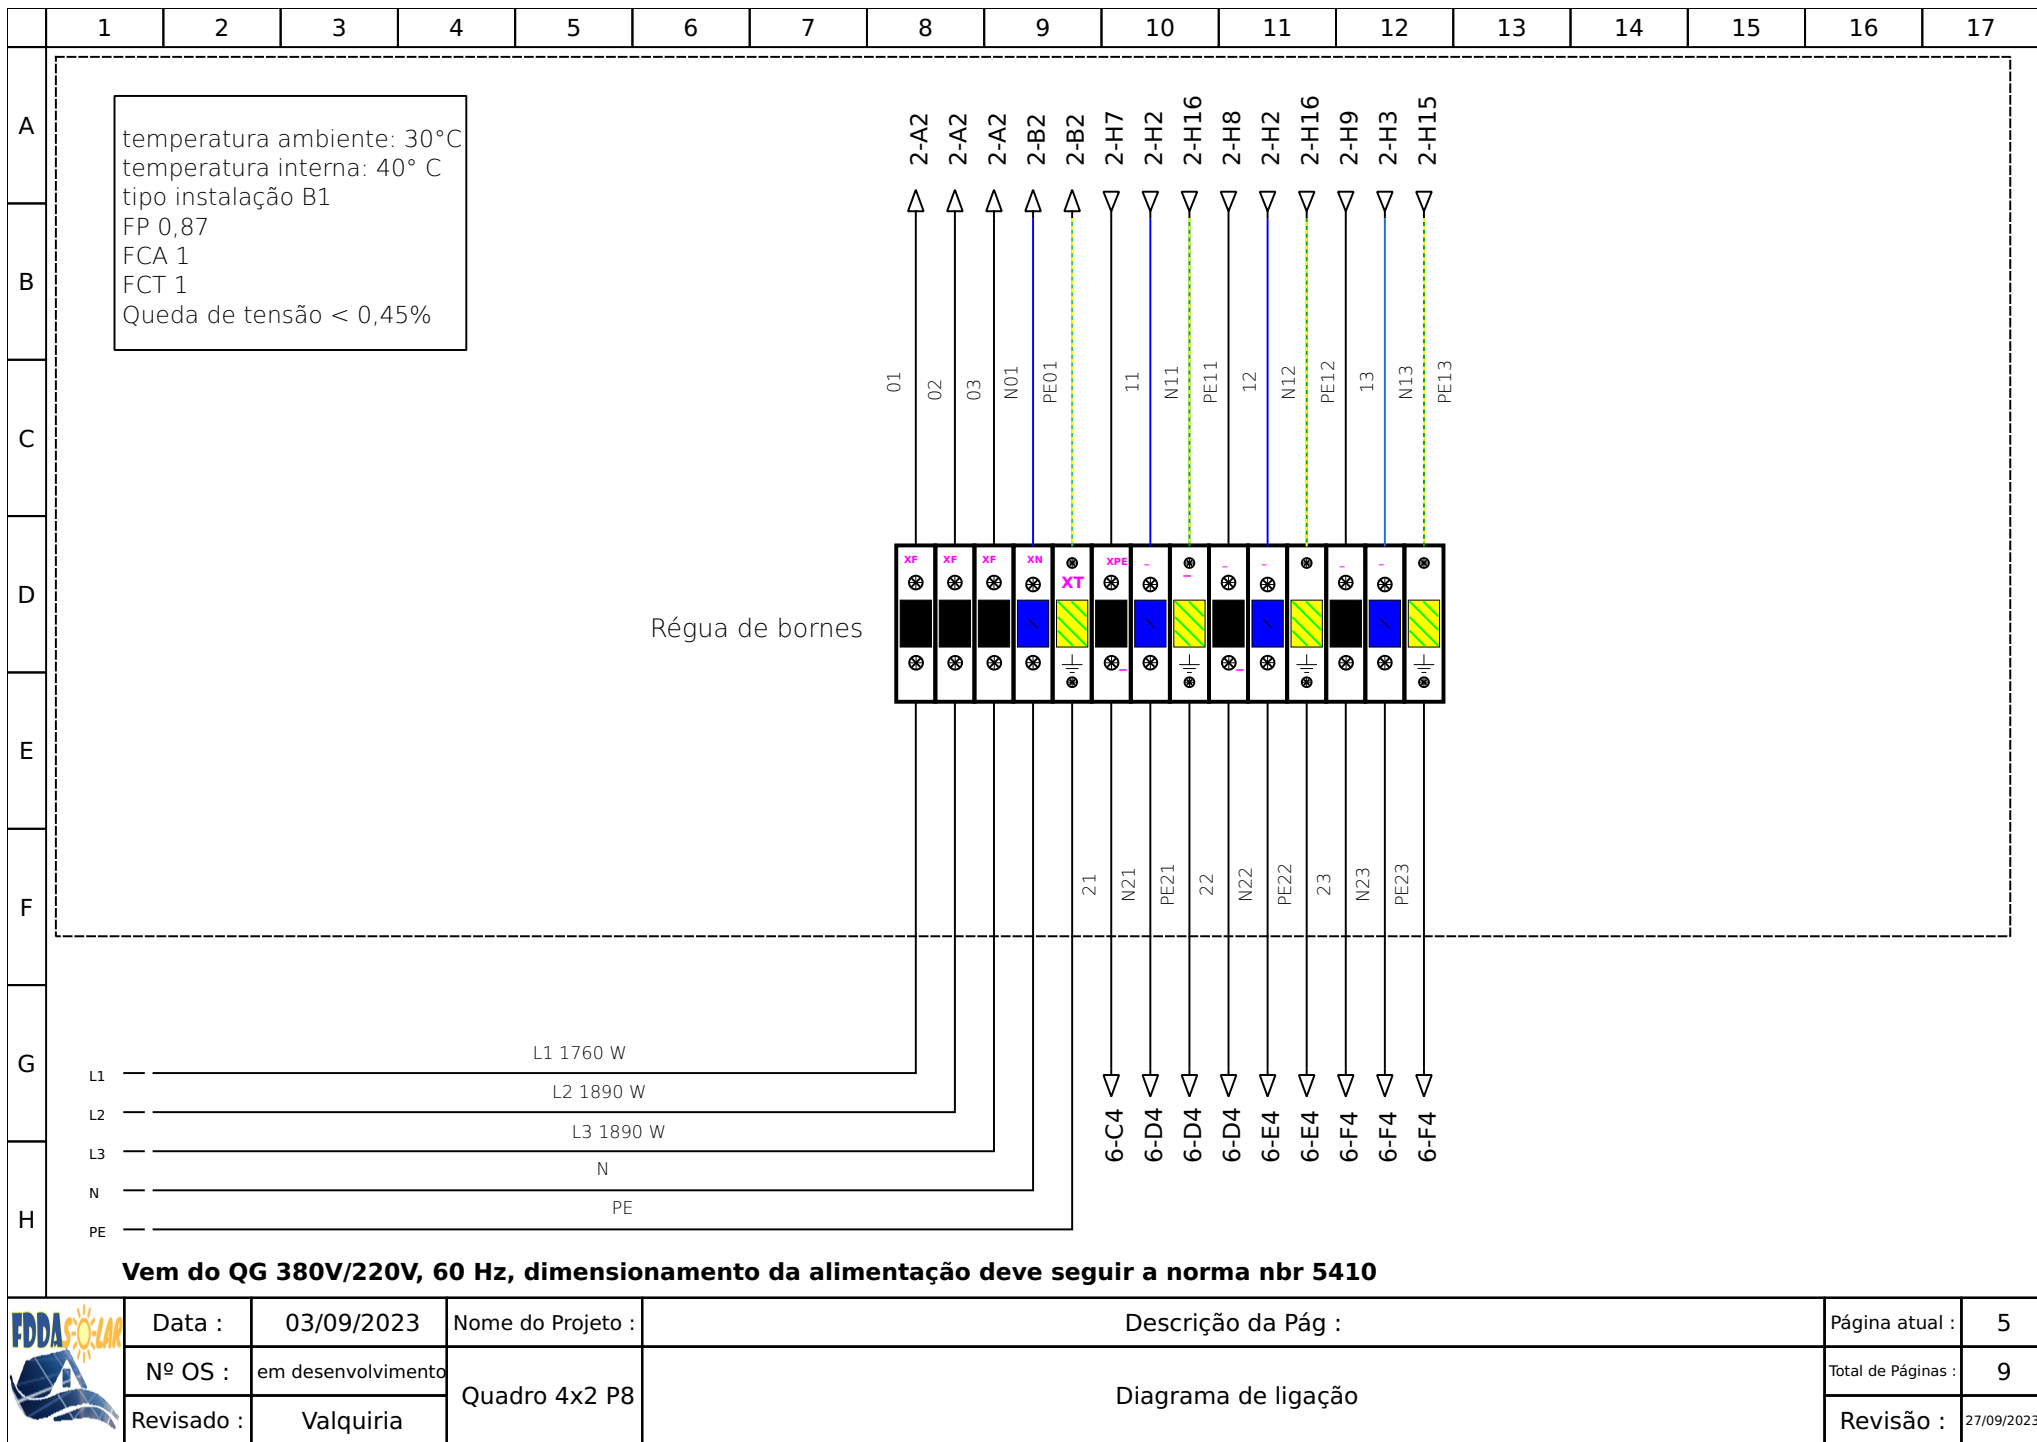 1 2 3 4 5 6 7 8 9 10 11 12 13 14 15 16 17
A
B
C
D
E
F
G
H
temperatura ambiente: 30°C
temperatura interna: 40° C
tipo instalação B1
FP 0,87
FCA 1
FCT 1
Queda de tensão < 0,45%
2-A2
2-A2
2-A2
2-B2
2-B2
2-H7
2-H2
2-H16
2-H8
2-H2
2-H16
2-H9
2-H3
2-H15
01
02
03
N01
PE01
11
N11
PE11
12
N12
PE12
13
N13
PE13
XF XF XF XN XT XPE
Régua de bornes
21
N21
PE21
22
N22
PE22
23
N23
PE23
6-C4
6-D4
6-D4
6-D4
6-E4
6-E4
6-F4
6-F4
6-F4
L1 L1 1760 W
L2 L2 1890 W
L3 L3 1890 W
N N
PE PE
Vem do QG 380V/220V, 60 Hz, dimensionamento da alimentação deve seguir a norma nbr 5410
FDDA SOLAR
Data : 03/09/2023 Nome do Projeto : Descrição da Pág : Página atual : 5
Nº OS : em desenvolvimento Quadro 4x2 P8 Diagrama de ligação Total de Páginas : 9
Revisado : Valquiria Revisão : 27/09/2023